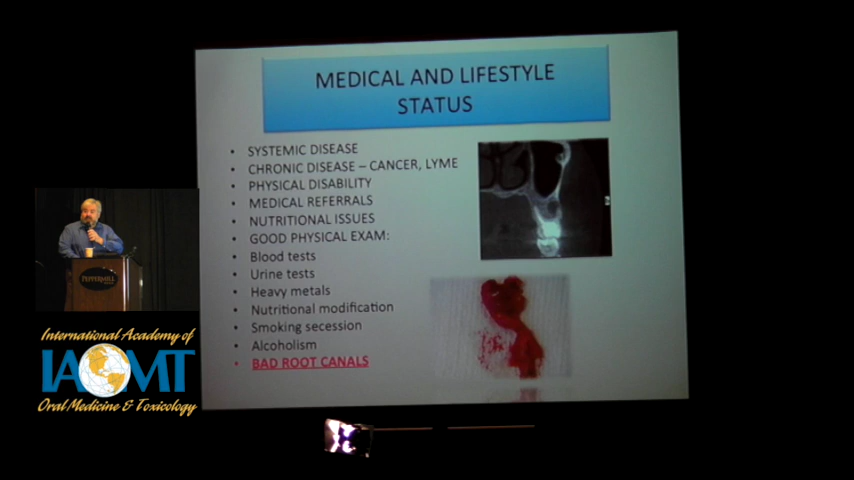 MEDICAL AND LIFESTYLE
STATUS
• SYSTEMIC DISEASE
• CHRONIC DISEASE – CANCER, LYME
• PHYSICAL DISABILITY
• MEDICAL REFERRALS
• NUTRITIONAL ISSUES
• GOOD PHYSICAL EXAM:
• Blood tests
• Urine tests
• Heavy metals
• Nutritional modification
• Smoking secession
• Alcoholism
• BAD ROOT CANALS
PEPPERMILL
International Academy of
IAOMT
Oral Medicine & Toxicology